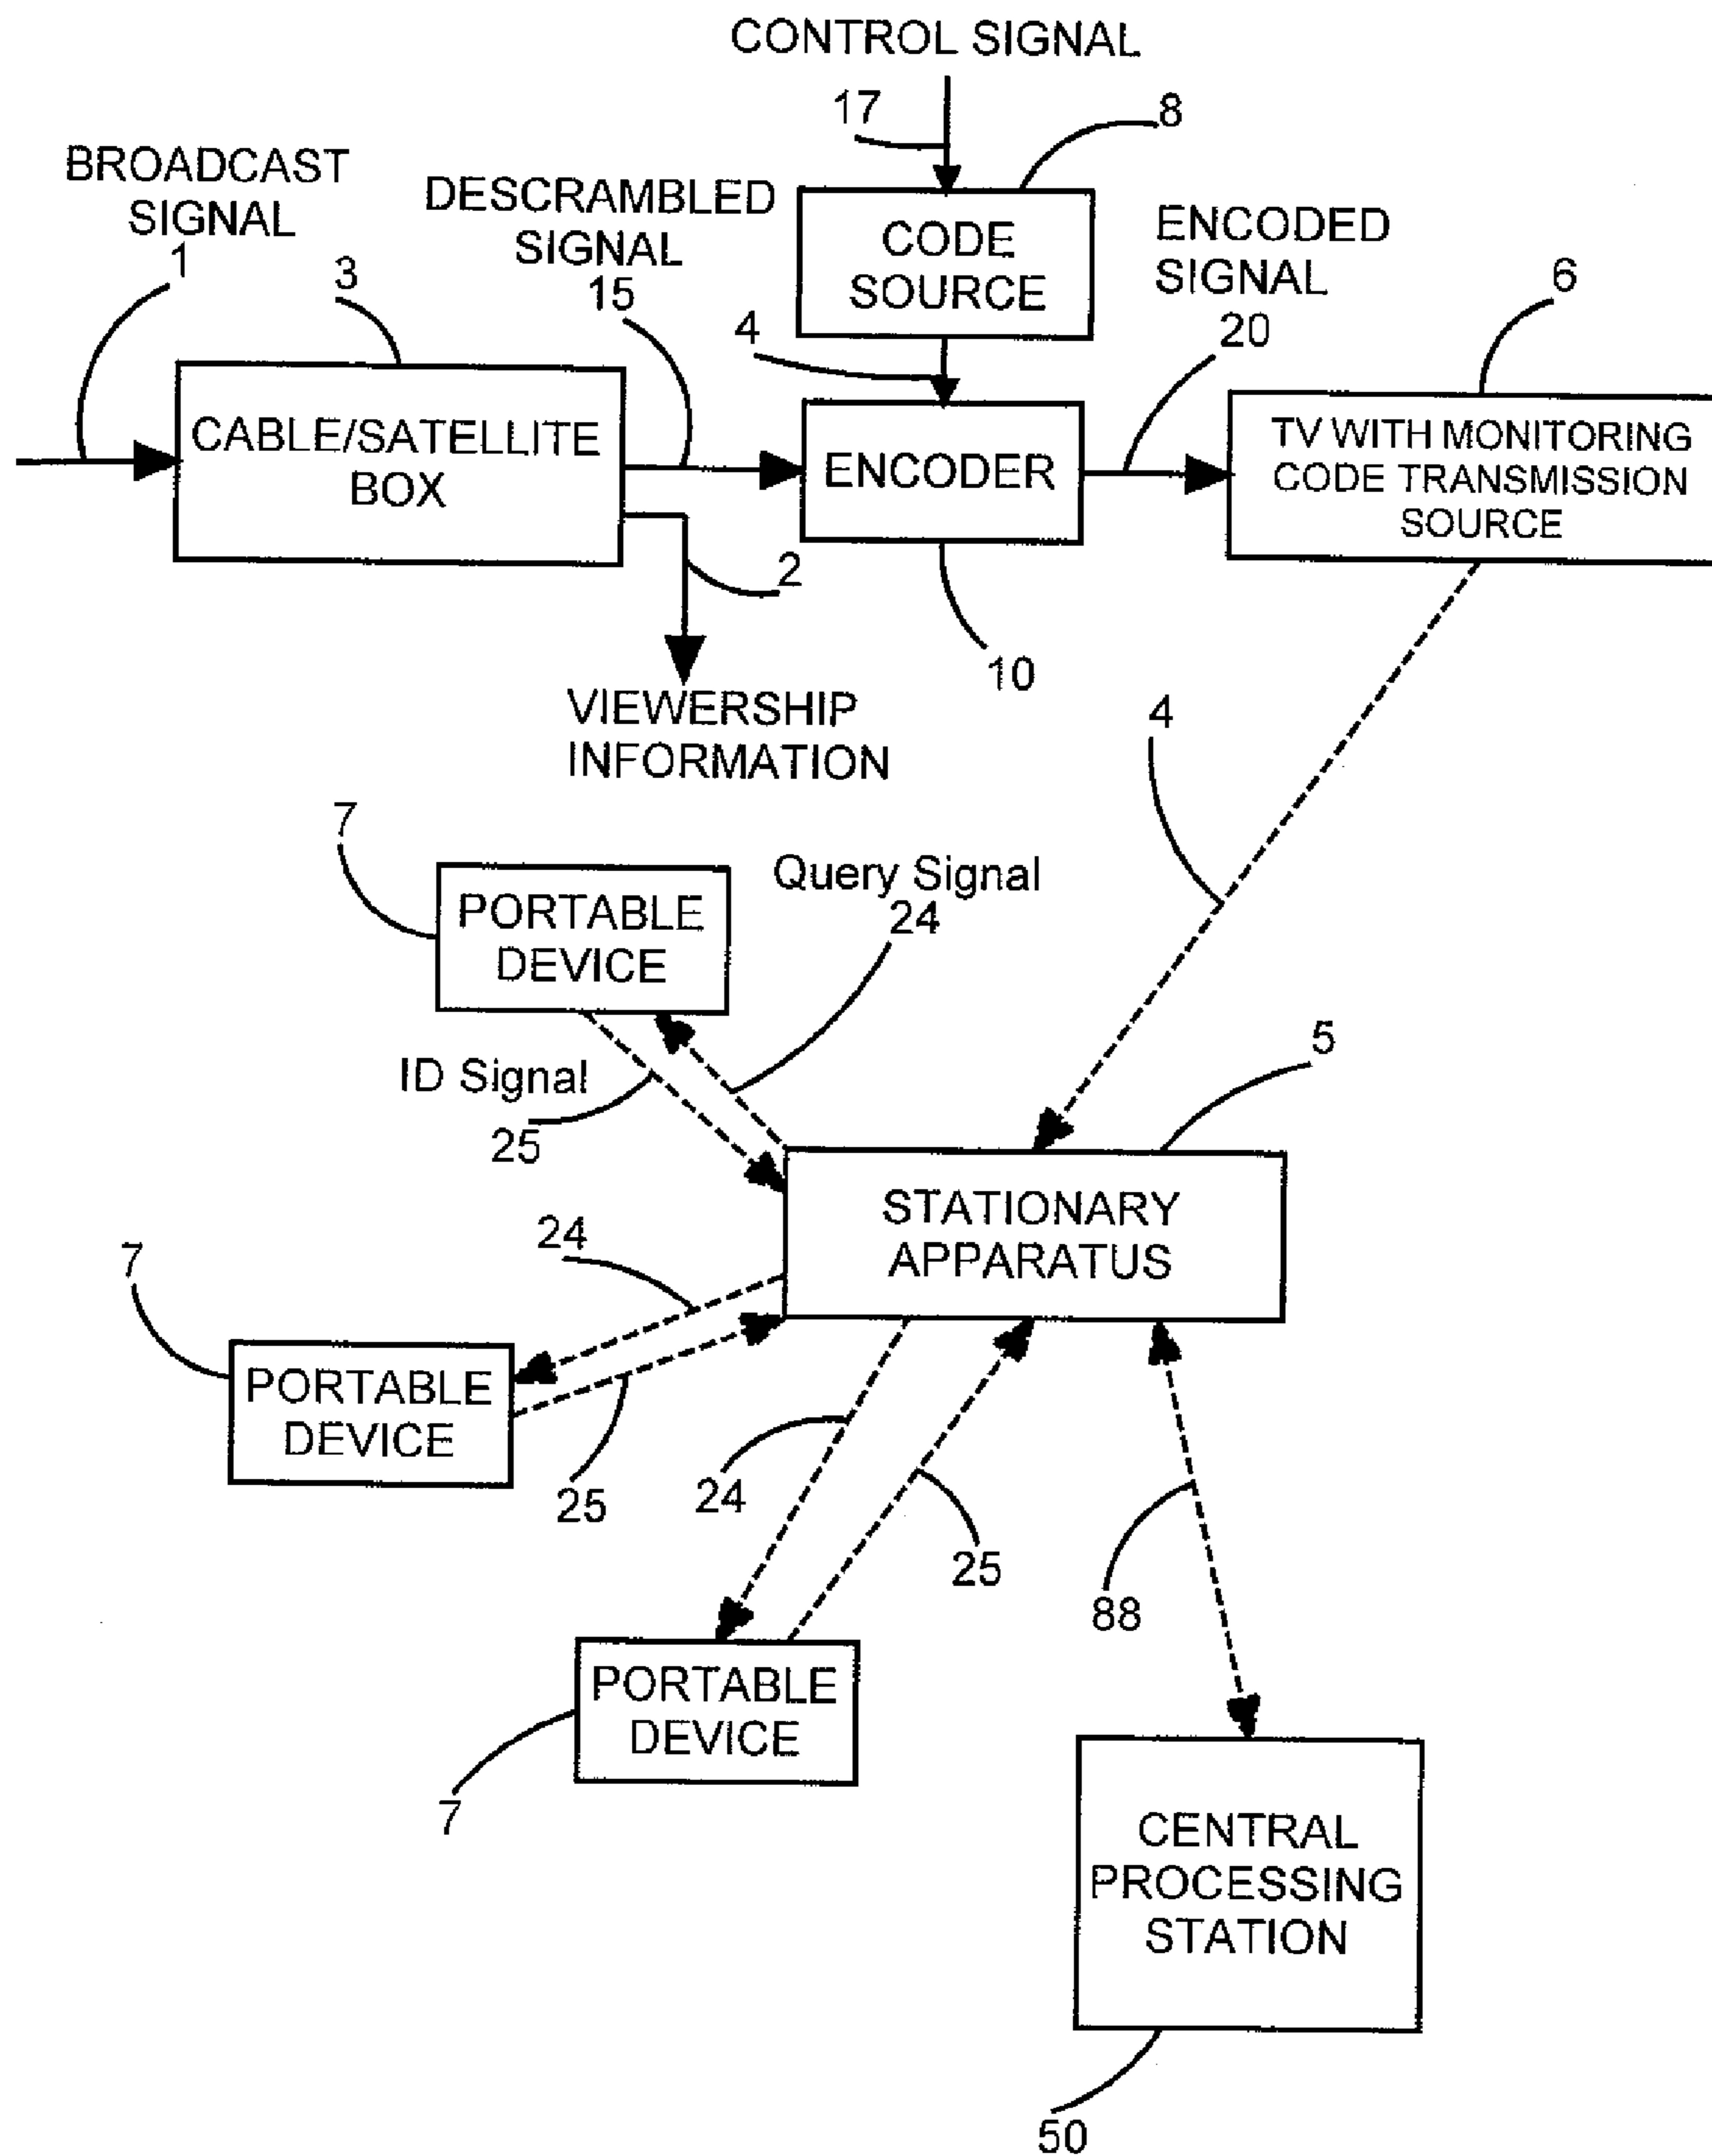 CONTROL SIGNAL
17
8
BROADCAST
SIGNAL
1
3
DESCRAMBLED
SIGNAL
15
CODE
SOURCE
4
ENCODED
SIGNAL
20
6
CABLE/SATELLITE
BOX
ENCODER
TV WITH MONITORING
CODE TRANSMISSION
SOURCE
2
10
VIEWERSHIP
INFORMATION
4
7
PORTABLE
DEVICE
Query Signal
24
ID Signal
25
5
STATIONARY
APPARATUS
24
7
PORTABLE
DEVICE
25
24
25
88
PORTABLE
DEVICE
7
CENTRAL
PROCESSING
STATION
50